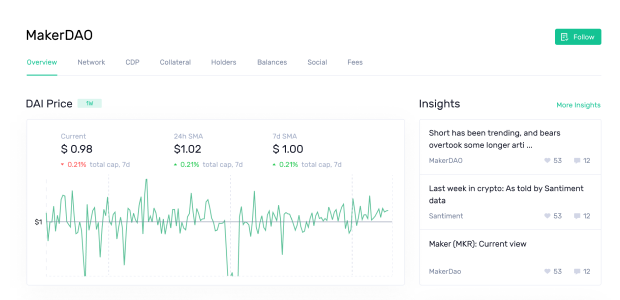 MakerDAO
Follow
Overview Network CDP Collateral Holders Balances Social Fees
DAI Price 1W
Current 24h SMA 7d SMA
$ 0.98 $1.02 $ 1.00
0.21% total cap, 7d 0.21% total cap, 7d 0.21% total cap, 7d
$1
Insights More Insights
Short has been trending, and bears
overtook some longer arti ...
MakerDAO 53 12
Last week in crypto: As told by Santiment
data
Santiment 53 12
Maker (MKR): Current view
MakerDao 53 12